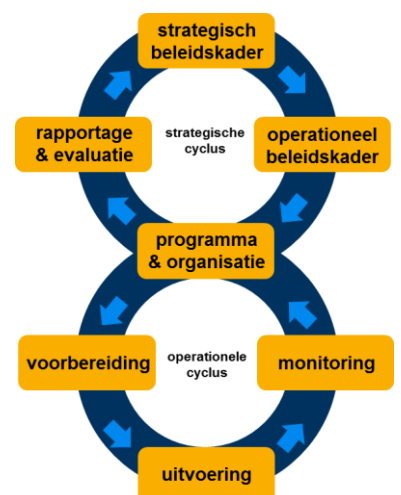 strategisch
beleidskader
rapportage
& evaluatie
strategische
cyclus
operationeel
beleidskader
programma
& organisatie
voorbereiding
operationele
cyclus
monitoring
uitvoering